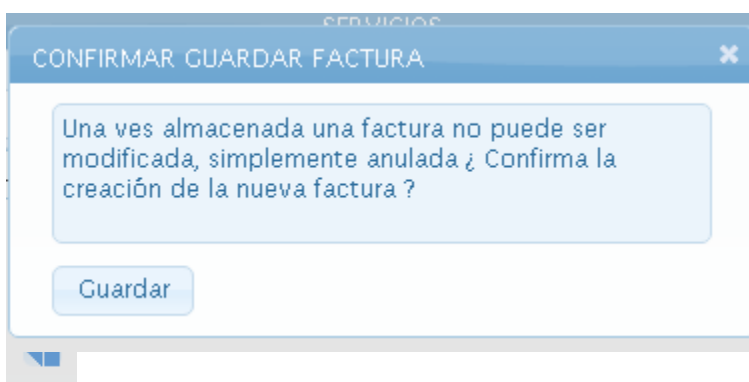 SERVICIOS
CONFIRMAR GUARDAR FACTURA
Una ves almacenada una factura no puede ser
modificada, simplemente anulada ¿ Confirma la
creación de la nueva factura ?
Guardar